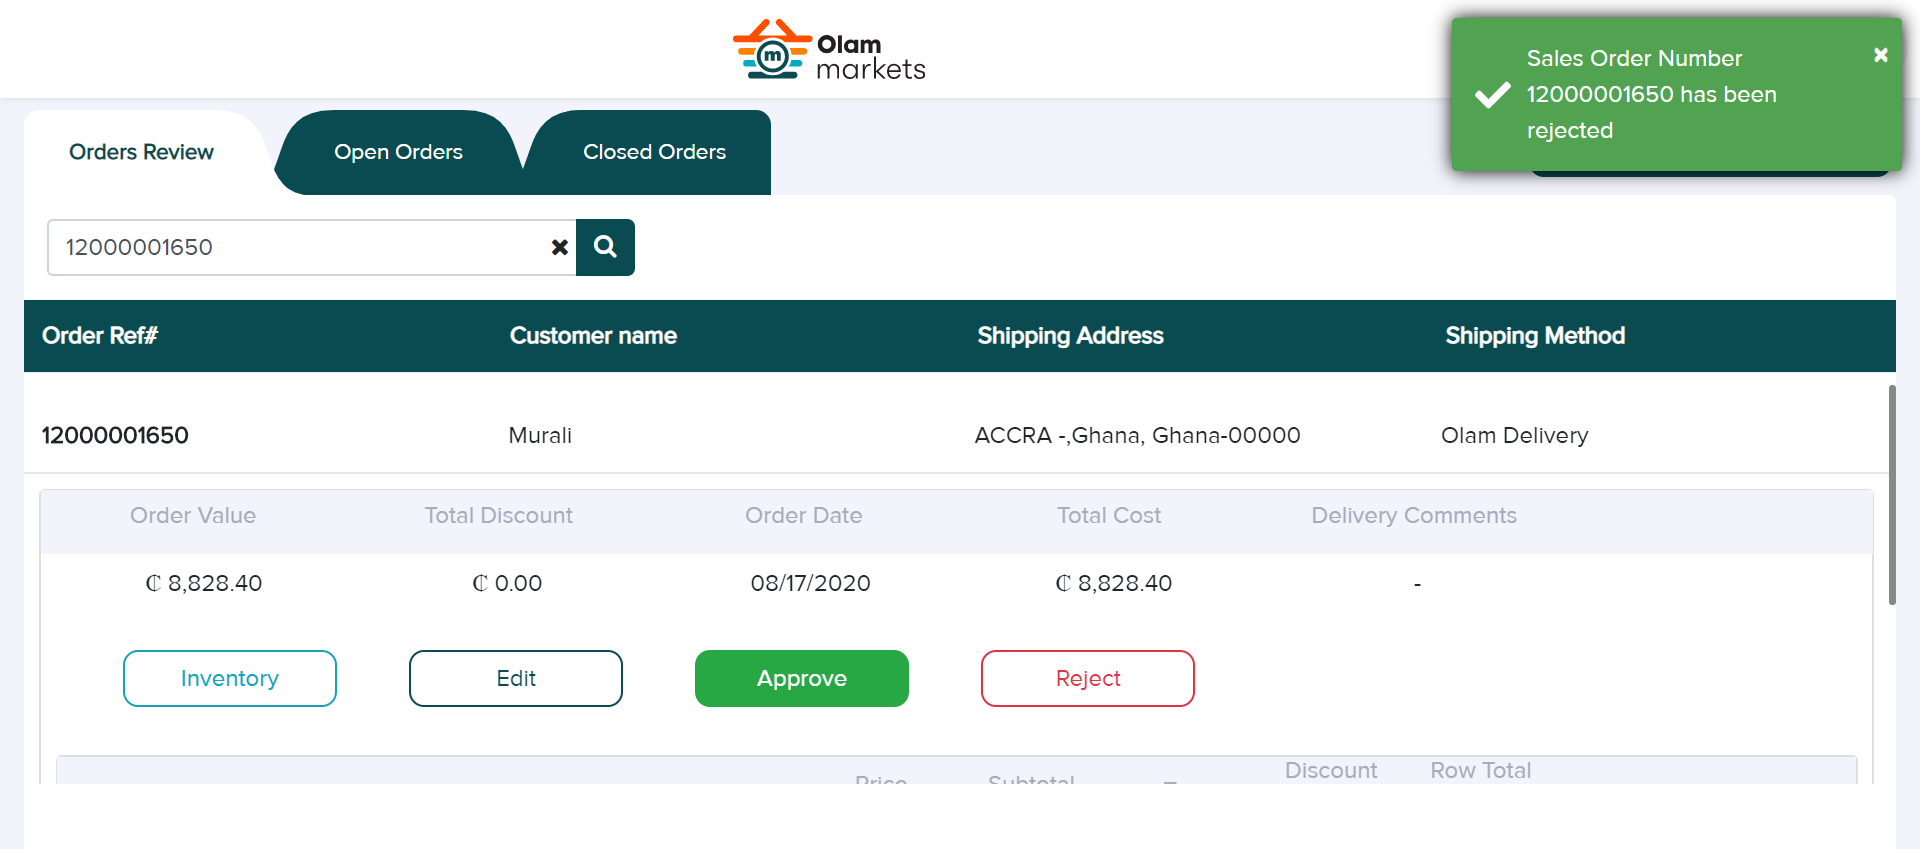 m
Olam
markets
Sales Order Number
12000001650 has been
rejected
Orders Review
Open Orders
Closed Orders
12000001650
Order Ref#
Customer name
Shipping Address
Shipping Method
12000001650
Murali
ACCRA -,Ghana, Ghana-00000
Olam Delivery
Order Value
Total Discount
Order Date
Total Cost
Delivery Comments
₵ 8,828.40
₵ 0.00
08/17/2020
₵ 8,828.40
-
Inventory
Edit
Approve
Reject
Price
Subtotal
Discount
Row Total